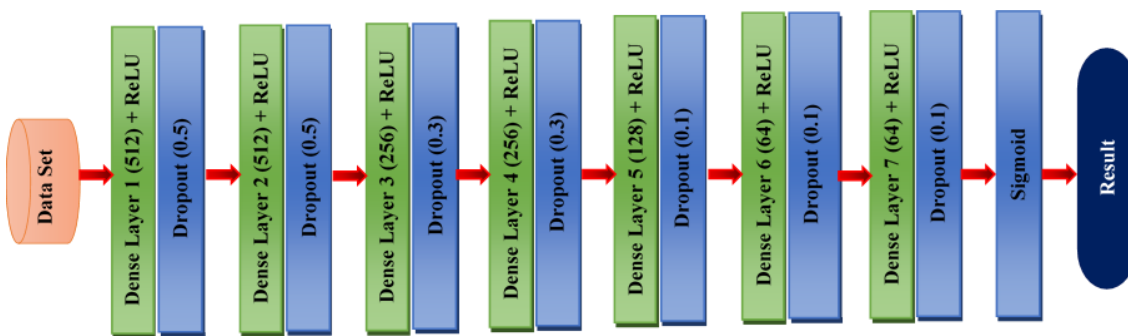 Data Set
Dense Layer 1 (512) + ReLU
Dropout (0.5)
Dense Layer 2 (512) + ReLU
Dropout (0.5)
Dense Layer 3 (256) + ReLU
Dropout (0.3)
Dense Layer 4 (256) + ReLU
Dropout (0.3)
Dense Layer 5 (128) + ReLU
Dropout (0.1)
Dense Layer 6 (64) + ReLU
Dropout (0.1)
Dense Layer 7 (64) + ReLU
Dropout (0.1)
Sigmoid
Result